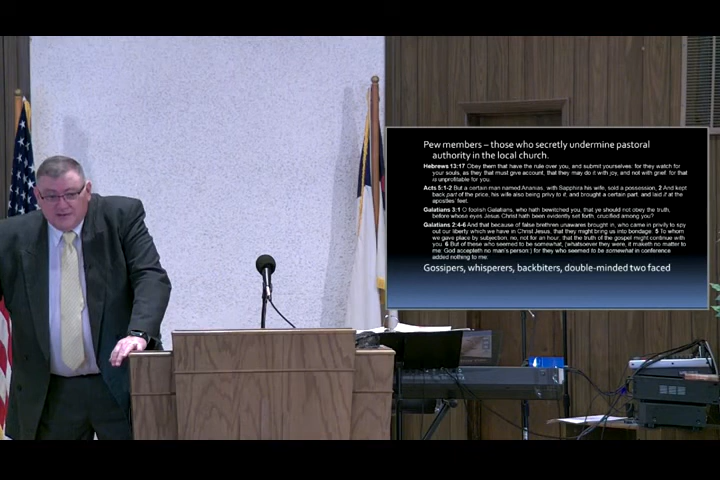 Pew members – those who secretly undermine pastoral
authority in the local church.
Hebrews 13:17 Obey them that have the rule over you, and submit yourselves: for they watch for
your souls, as they that must give account, that they may do it with joy, and not with grief: for that
is unprofitable for you.
Acts 5:1-2 But a certain man named Ananias, with Sapphira his wife, sold a possession, 2 And kept
back part of the price, his wife also being privy to it, and brought a certain part, and laid it at the
apostles' feet.
Galatians 3:1 O foolish Galatians, who hath bewitched you, that ye should not obey the truth,
before whose eyes Jesus Christ hath been evidently set forth, crucified among you?
Galatians 2:4-6 And that because of false brethren unawares brought in, who came in privily to spy
out our liberty which we have in Christ Jesus, that they might bring us into bondage: 5 To whom
we gave place by subjection, no, not for an hour; that the truth of the gospel might continue with
you. 6 But of these who seemed to be somewhat, (whatsoever they were, it maketh no matter to
me: God accepteth no man's person:) for they who seemed to be somewhat in conference
added nothing to me:
Gossipers, whisperers, backbiters, double-minded two faced